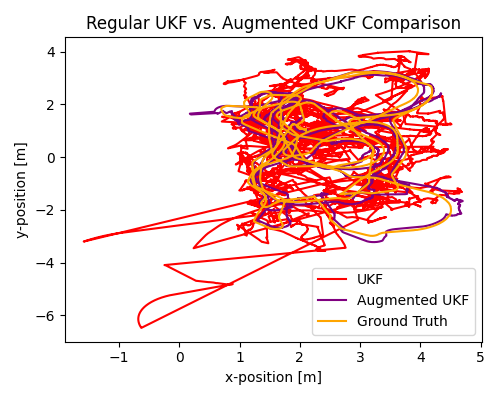 Regular UKF vs. Augmented UKF Comparison
y-position [m]
4
2
0
−2
−4
−6
UKF
Augmented UKF
Ground Truth
−1
0
1
2
3
4
5
x-position [m]